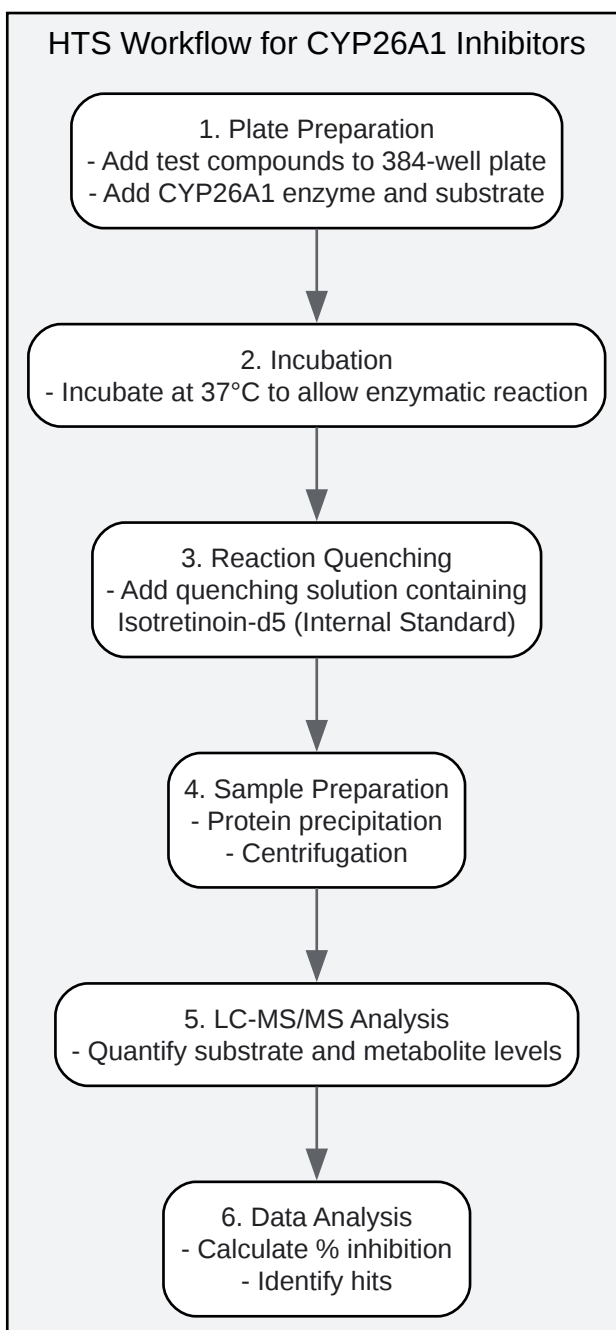 HTS Workflow for CYP26A1 Inhibitors
1. Plate Preparation
- Add test compounds to 384-well plate
- Add CYP26A1 enzyme and substrate
2. Incubation
- Incubate at 37°C to allow enzymatic reaction
3. Reaction Quenching
- Add quenching solution containing
Isotretinoin-d5 (Internal Standard)
4. Sample Preparation
- Protein precipitation
- Centrifugation
5. LC-MS/MS Analysis
- Quantify substrate and metabolite levels
6. Data Analysis
- Calculate % inhibition
- Identify hits